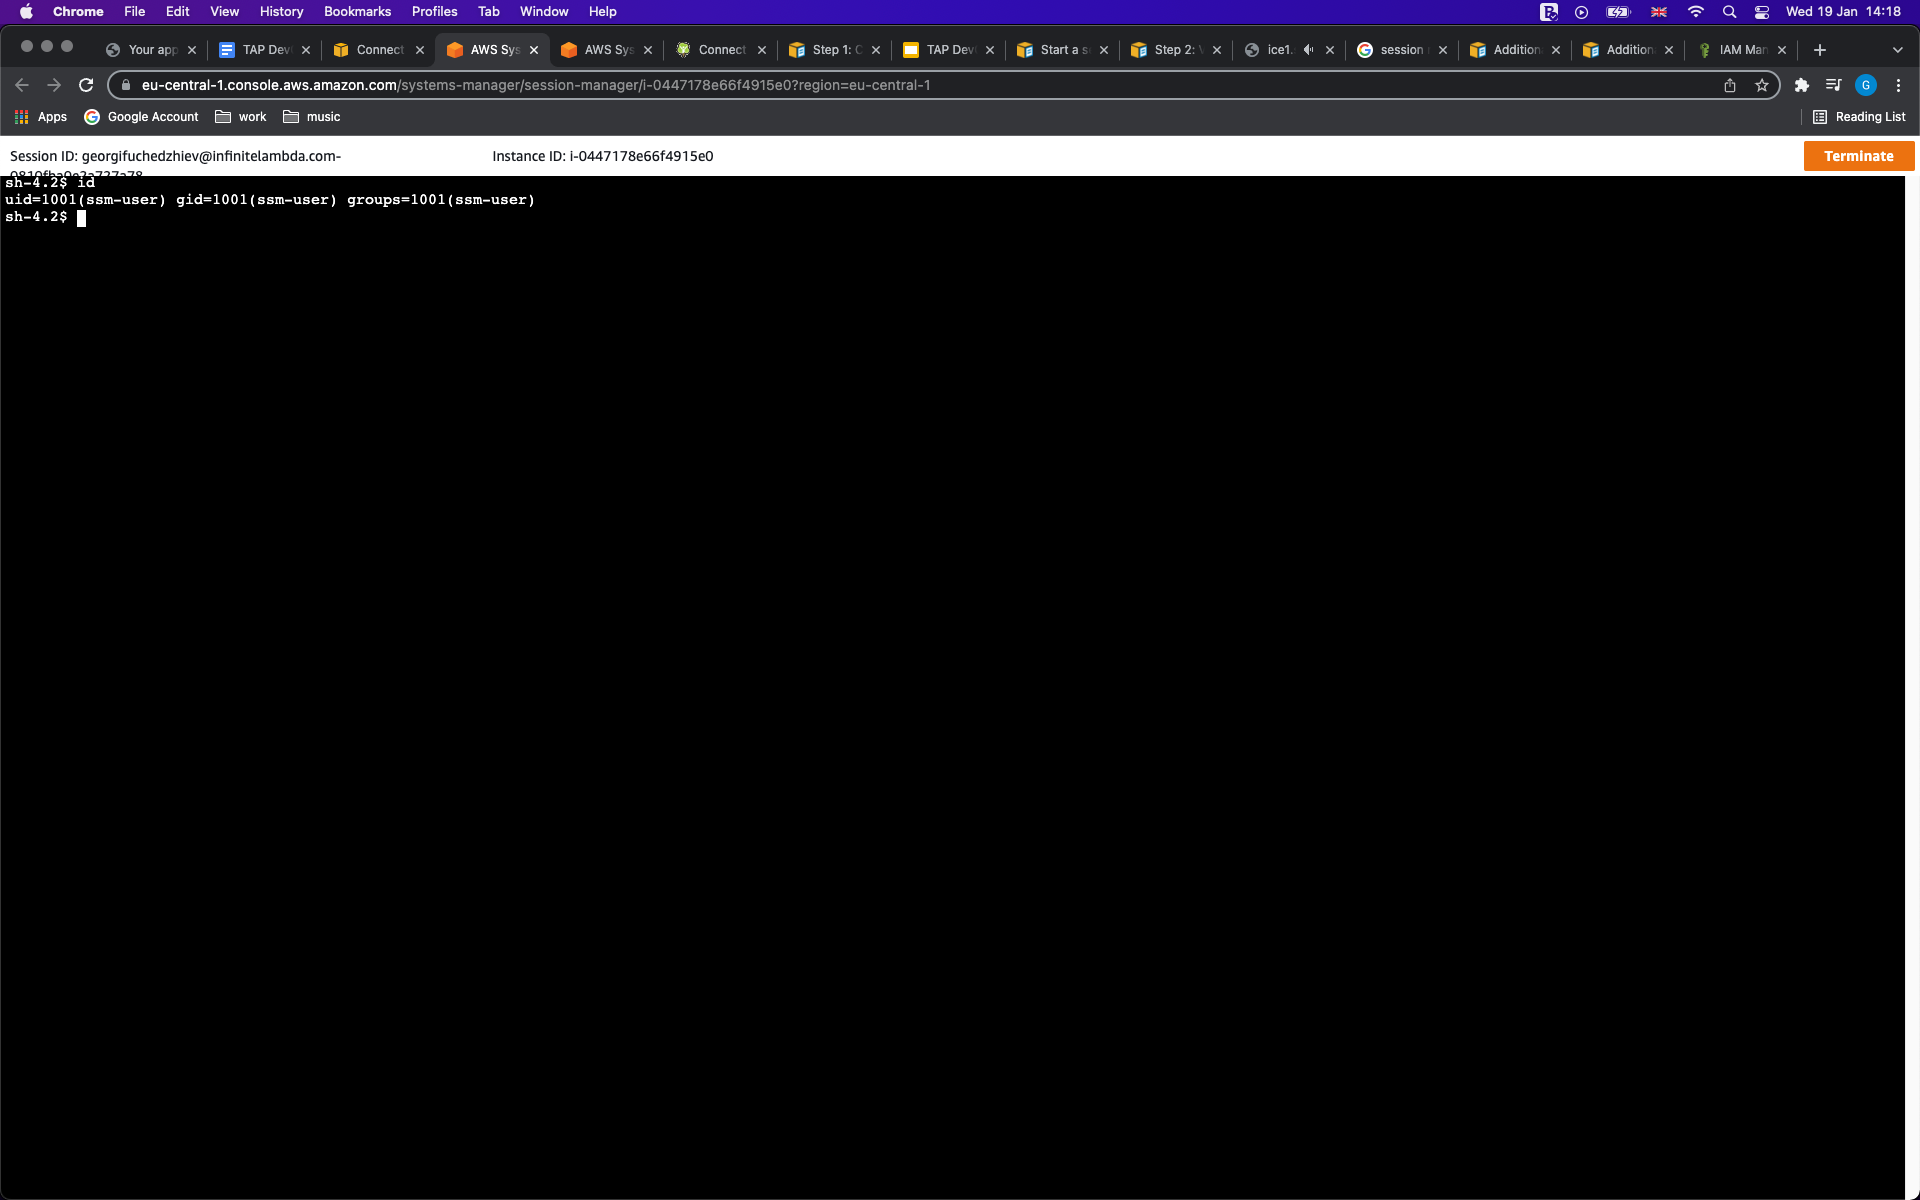 Chrome File Edit View History Bookmarks Profiles Tab Window Help Wed 19 Jan 14:18
Your app TAP Dev Connect AWS Sys AWS Sys Connect Step 1: C TAP Dev Start a s Step 2: V ice1. session Addition Addition IAM Man
eu-central-1.console.aws.amazon.com/systems-manager/session-manager/i-0447178e66f4915e0?region=eu-central-1 G
Apps Google Account work music Reading List
Session ID: georgifuchedzhiev@infinitelambda.com- Instance ID: i-0447178e66f4915e0 Terminate
sh-4.2$ id
uid=1001(ssm-user) gid=1001(ssm-user) groups=1001(ssm-user)
sh-4.2$